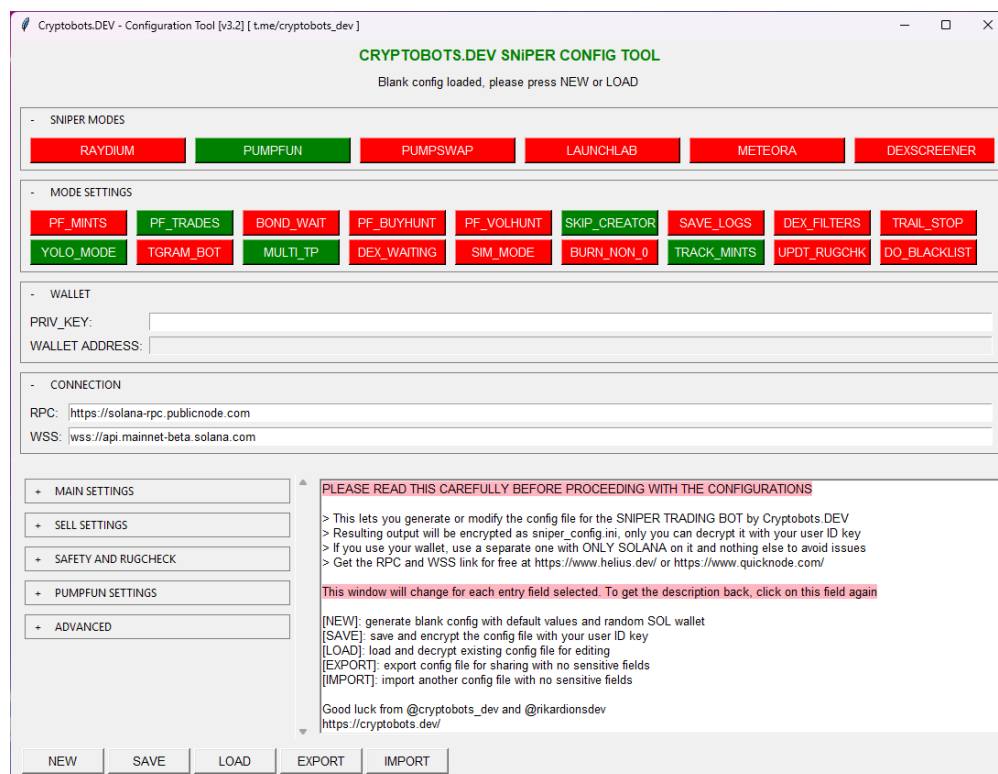 Cryptobots.DEV - Configuration Tool [v3.2] [ t.me/cryptobots_dev ]
CRYPTOBOTS.DEV SNiPER CONFIG TOOL
Blank config loaded, please press NEW or LOAD
- SNIPER MODES
RAYDIUM PUMPFUN PUMPSWAP LAUNCHLAB METEORA DEXSCREENER
- MODE SETTINGS
PF_MINTS PF_TRADES BOND_WAIT PF_BUYHUNT PF_VOLHUNT SKIP_CREATOR SAVE_LOGS DEX_FILTERS TRAIL_STOP
YOLO_MODE TGRAM_BOT MULTI_TP DEX_WAITING SIM_MODE BURN_NON_0 TRACK_MINTS UPDT_RUGCHK DO_BLACKLIST
- WALLET
PRIV_KEY:
WALLET ADDRESS:
- CONNECTION
RPC: https://solana-rpc.publicnode.com
WSS: wss://api.mainnet-beta.solana.com
+ MAIN SETTINGS
+ SELL SETTINGS
+ SAFETY AND RUGCHECK
+ PUMPFUN SETTINGS
+ ADVANCED
PLEASE READ THIS CAREFULLY BEFORE PROCEEDING WITH THE CONFIGURATIONS
> This lets you generate or modify the config file for the SNIPER TRADING BOT by Cryptobots.DEV
> Resulting output will be encrypted as sniper_config.ini, only you can decrypt it with your user ID key
> If you use your wallet, use a separate one with ONLY SOLANA on it and nothing else to avoid issues
> Get the RPC and WSS link for free at https://www.helius.dev/ or https://www.quicknode.com/
This window will change for each entry field selected. To get the description back, click on this field again
[NEW]: generate blank config with default values and random SOL wallet
[SAVE]: save and encrypt the config file with your user ID key
[LOAD]: load and decrypt existing config file for editing
[EXPORT]: export config file for sharing with no sensitive fields
[IMPORT]: import another config file with no sensitive fields
Good luck from @cryptobots_dev and @rikardionsdev
https://cryptobots.dev/
NEW SAVE LOAD EXPORT IMPORT